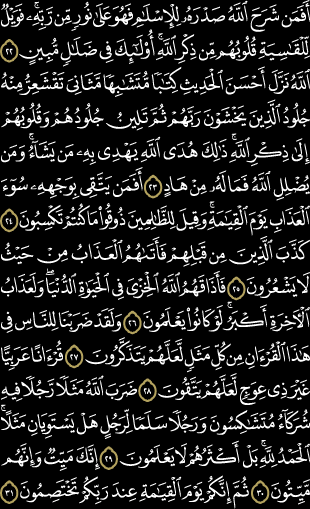 أَفَمَن شَرَحَ ٱللَّهُ صَدْرَهُۥ لِلْإِسْلَـٰمِ فَهُوَ عَلَىٰ نُورٍ مِّن رَّبِّهِۦ ۚ فَوَيْلٌ
لِّلْقَـٰسِيَةِ قُلُوبُهُم مِّن ذِكْرِ ٱللَّهِ ۚ أُو۟لَـٰٓئِكَ فِى ضَلَـٰلٍ مُّبِينٍ ٢٢
ٱللَّهُ نَزَّلَ أَحْسَنَ ٱلْحَدِيثِ كِتَـٰبًا مُّتَشَـٰبِهًا مَّثَانِىَ تَقْشَعِرُّ مِنْهُ
جُلُودُ ٱلَّذِينَ يَخْشَوْنَ رَبَّهُمْ ثُمَّ تَلِينُ جُلُودُهُمْ وَقُلُوبُهُمْ
إِلَىٰ ذِكْرِ ٱللَّهِ ۚ ذَٰلِكَ هُدَى ٱللَّهِ يَهْدِى بِهِۦ مَن يَشَآءُ ۚ وَمَن
يُضْلِلِ ٱللَّهُ فَمَا لَهُۥ مِنْ هَادٍ ٢٣ أَفَمَن يَتَّقِى بِوَجْهِهِۦ سُوٓءَ
ٱلْعَذَابِ يَوْمَ ٱلْقِيَـٰمَةِ ۚ وَقِيلَ لِلظَّـٰلِمِينَ ذُوقُوا۟ مَا كُنتُمْ تَكْسِبُونَ ٢٤
كَذَّبَ ٱلَّذِينَ مِن قَبْلِهِمْ فَأَتَىٰهُمُ ٱلْعَذَابُ مِنْ حَيْثُ
لَا يَشْعُرُونَ ٢٥ فَأَذَاقَهُمُ ٱللَّهُ ٱلْخِزْىَ فِى ٱلْحَيَوٰةِ ٱلدُّنْيَا ۖ وَلَعَذَابُ
ٱلْـَٔاخِرَةِ أَكْبَرُ ۚ لَوْ كَانُوا۟ يَعْلَمُونَ ٢٦ وَلَقَدْ ضَرَبْنَا لِلنَّاسِ فِى
هَـٰذَا ٱلْقُرْءَانِ مِن كُلِّ مَثَلٍ لَّعَلَّهُمْ يَتَذَكَّرُونَ ٢٧ قُرْءَانًا عَرَبِيًّا
غَيْرَ ذِى عِوَجٍ لَّعَلَّهُمْ يَتَّقُونَ ٢٨ ضَرَبَ ٱللَّهُ مَثَلًا رَّجُلًا فِيهِ
شُرَكَآءُ مُتَشَـٰكِسُونَ وَرَجُلًا سَلَمًا لِّرَجُلٍ هَلْ يَسْتَوِيَانِ مَثَلًا ۚ
ٱلْحَمْدُ لِلَّهِ ۚ بَلْ أَكْثَرُهُمْ لَا يَعْلَمُونَ ٢٩ إِنَّكَ مَيِّتٌ وَإِنَّهُم
مَّيِّتُونَ ٣٠ ثُمَّ إِنَّكُمْ يَوْمَ ٱلْقِيَـٰمَةِ عِندَ رَبِّكُمْ تَخْتَصِمُونَ ٣١